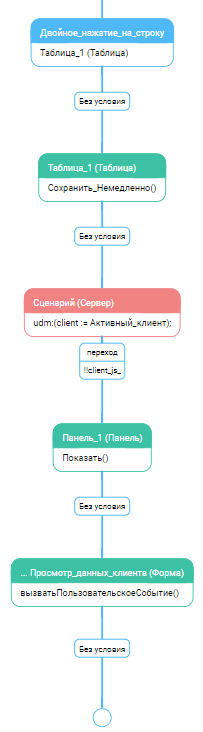 Двойное_нажатие_на_строку
Таблица_1 (Таблица)
Без условия
Таблица_1 (Таблица)
Сохранить_Немедленно()
Без условия
Сценарий (Сервер)
udm:(client := Активный_клиент);
переход
!!client_js_
Панель_1 (Панель)
Показать()
Без условия
... Просмотр_данных_клиента (Форма)
вызватьПользовательскоеСобытие()
Без условия